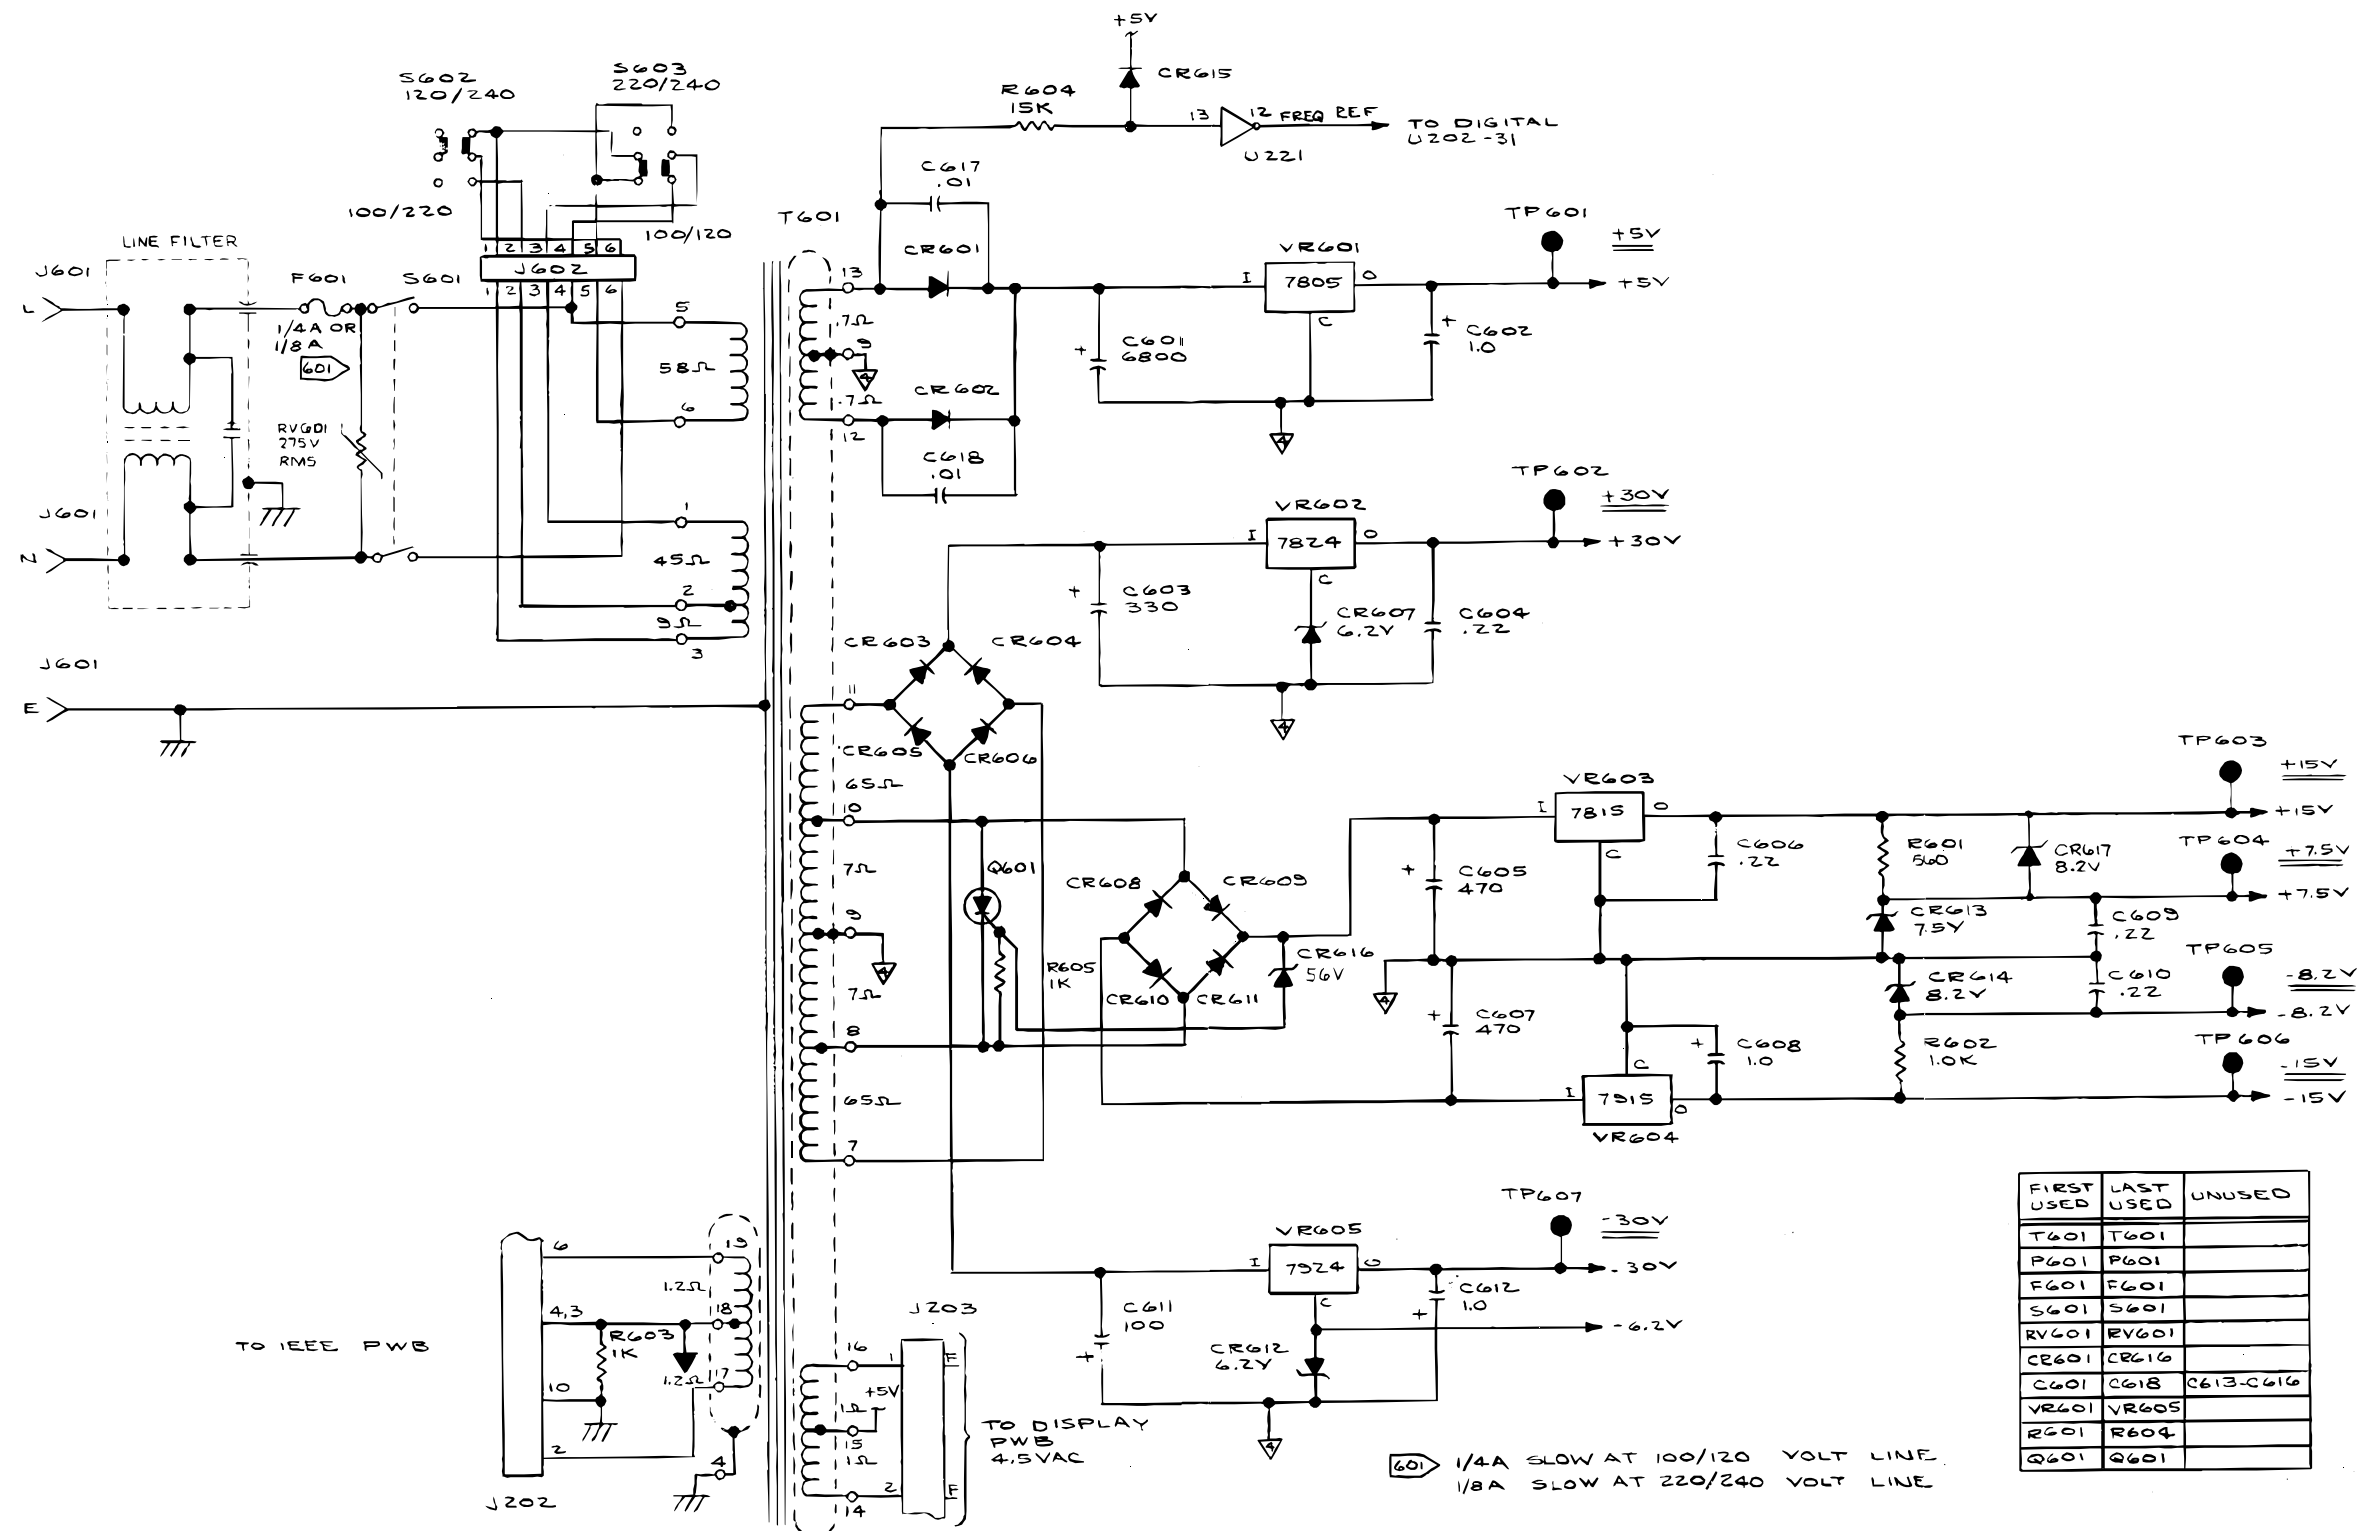 +5V
CR615
R604
15K
13
12
FREQ REF
TO DIGITAL
U202-31
U221
S602
120/240
S603
220/240
100/220
100/120
C617
.01
T601
CR601
13
.7Ω
9
4
.7Ω
12
CR602
C618
.01
VR601
I
7805
O
C
TP601
+5V
+5V
C601
6800
+
+
C602
1.0
4
LINE FILTER
J601
L
F601
S601
1/4A OR
1/8A
601
1 2 3 4 5 6
J602
1 2 3 4 5 6
5
58Ω
6
RV601
275V
RMS
J601
N
1
45Ω
2
9Ω
3
J601
E
VR602
I
7824
O
C
TP602
+30V
+30V
+
C603
330
CR607
6.2V
C604
.22
4
CR603
CR604
11
CR605
CR606
65Ω
10
7Ω
9
4
7Ω
8
65Ω
7
Q601
R605
1K
CR608
CR609
CR610
CR611
CR616
56V
VR603
I
7815
O
C
+
C605
470
C606
.22
R601
560
CR617
8.2V
TP603
+15V
+15V
TP604
+7.5V
+7.5V
CR613
7.5V
C609
.22
4
TP605
-8.2V
-8.2V
CR614
8.2V
C610
.22
+
C607
470
+
C608
1.0
R602
1.0K
TP606
-15V
-15V
C
I
7915
O
VR604
VR605
I
7924
O
C
TP607
-30V
-30V
C611
100
+
C612
1.0
+
-6.2V
CR612
6.2V
4
TO IEEE PWB
6
19
1.2Ω
4,3
18
R603
1K
1.2Ω
17
10
2
4
J202
J203
16
1
F
+5V
1Ω
15
1Ω
2
F
14
TO DISPLAY
PWB
4.5VAC
601
1/4A SLOW AT 100/120 VOLT LINE
1/8A SLOW AT 220/240 VOLT LINE
FIRST USED LAST USED UNUSED
T601 T601
P601 P601
F601 F601
S601 S601
RV601 RV601
CR601 CR616
C601 C618 C613-C616
VR601 VR605
R601 R604
Q601 Q601